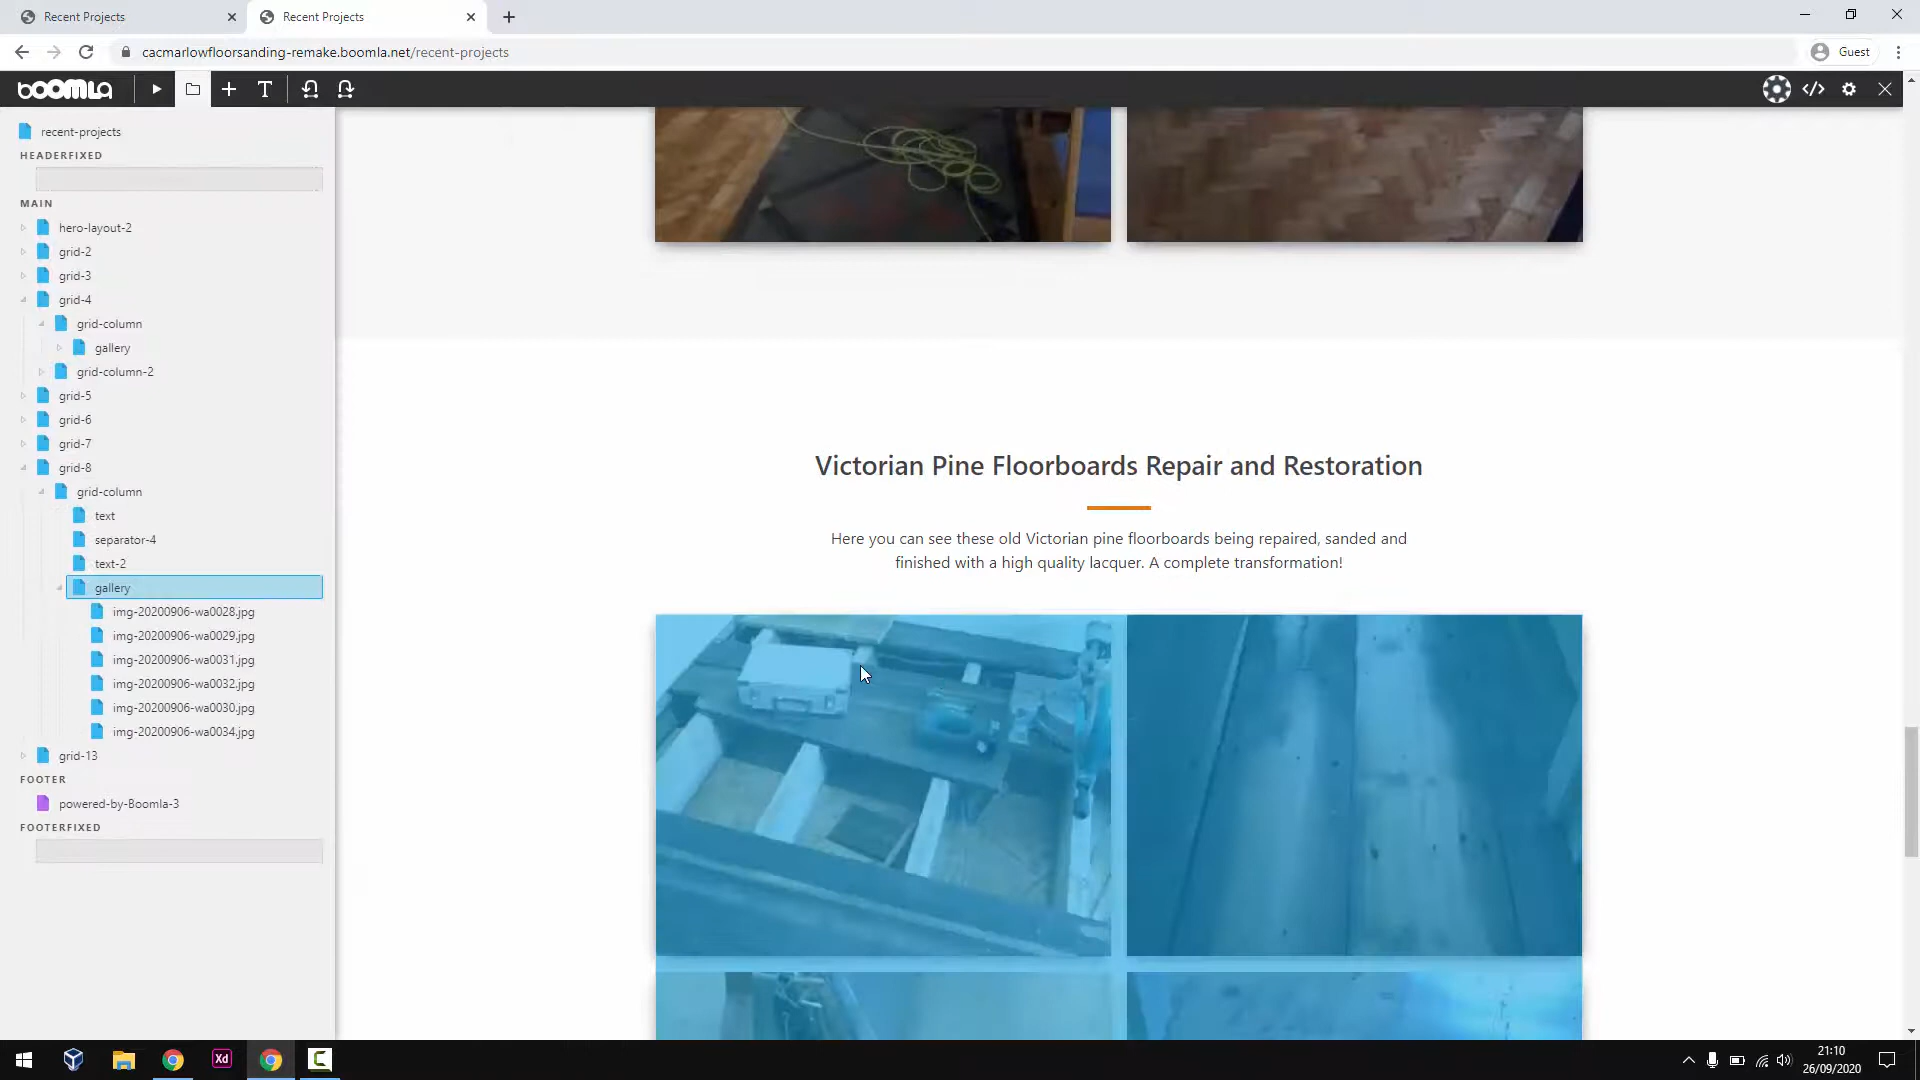 Recent Projects
Recent Projects
cacmarlowfloorsanding-remake.boomla.net/recent-projects
Guest
boomla
T
recent-projects
HEADERFIXED
MAIN
hero-layout-2
grid-2
grid-3
grid-4
grid-column
gallery
grid-column-2
grid-5
grid-6
grid-7
grid-8
grid-column
text
separator-4
text-2
gallery
img-20200906-wa0028.jpg
img-20200906-wa0029.jpg
img-20200906-wa0031.jpg
img-20200906-wa0032.jpg
img-20200906-wa0030.jpg
img-20200906-wa0034.jpg
grid-13
FOOTER
powered-by-Boomla-3
FOOTERFIXED
Victorian Pine Floorboards Repair and Restoration
Here you can see these old Victorian pine floorboards being repaired, sanded and
finished with a high quality lacquer. A complete transformation!
Xd
C
21:10
26/09/2020